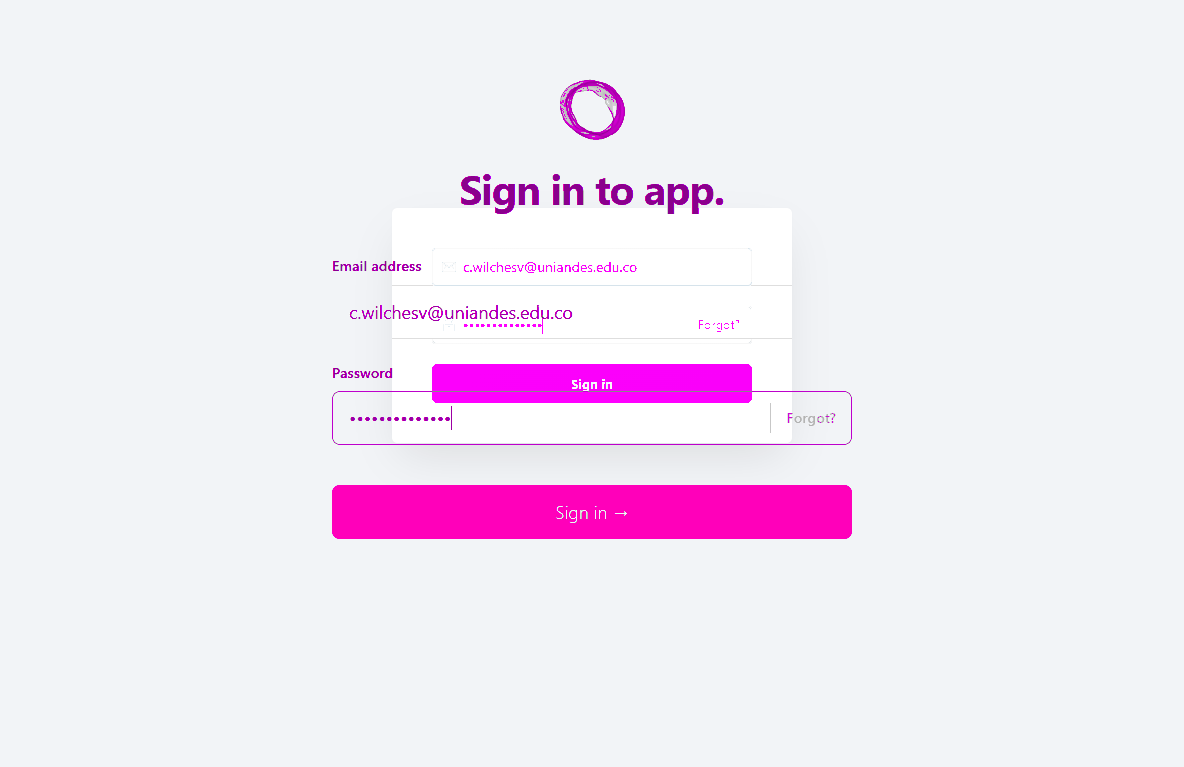 Sign in to app.
Email address
c.wilchesv@uniandes.edu.co
c.wilchesv@uniandes.edu.co
••••••••••••• Forgot?
Password
Sign in
•••••••••••••• Forgot?
Sign in →